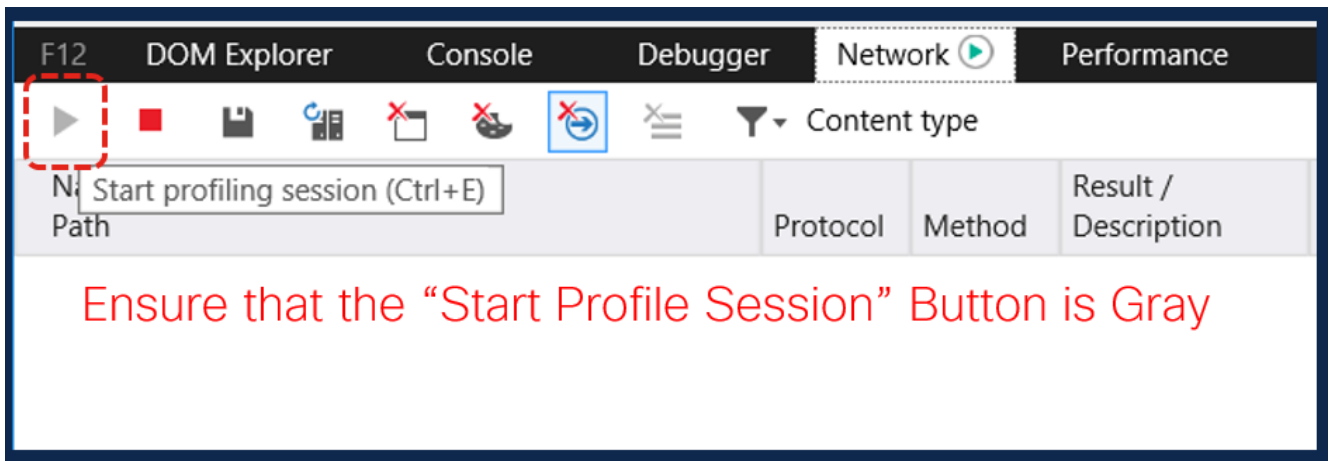 F12 DOM Explorer Console Debugger Network Performance
Content type
Start profiling session (Ctrl+E)
Path
Protocol
Method
Result /
Description
Ensure that the “Start Profile Session” Button is Gray